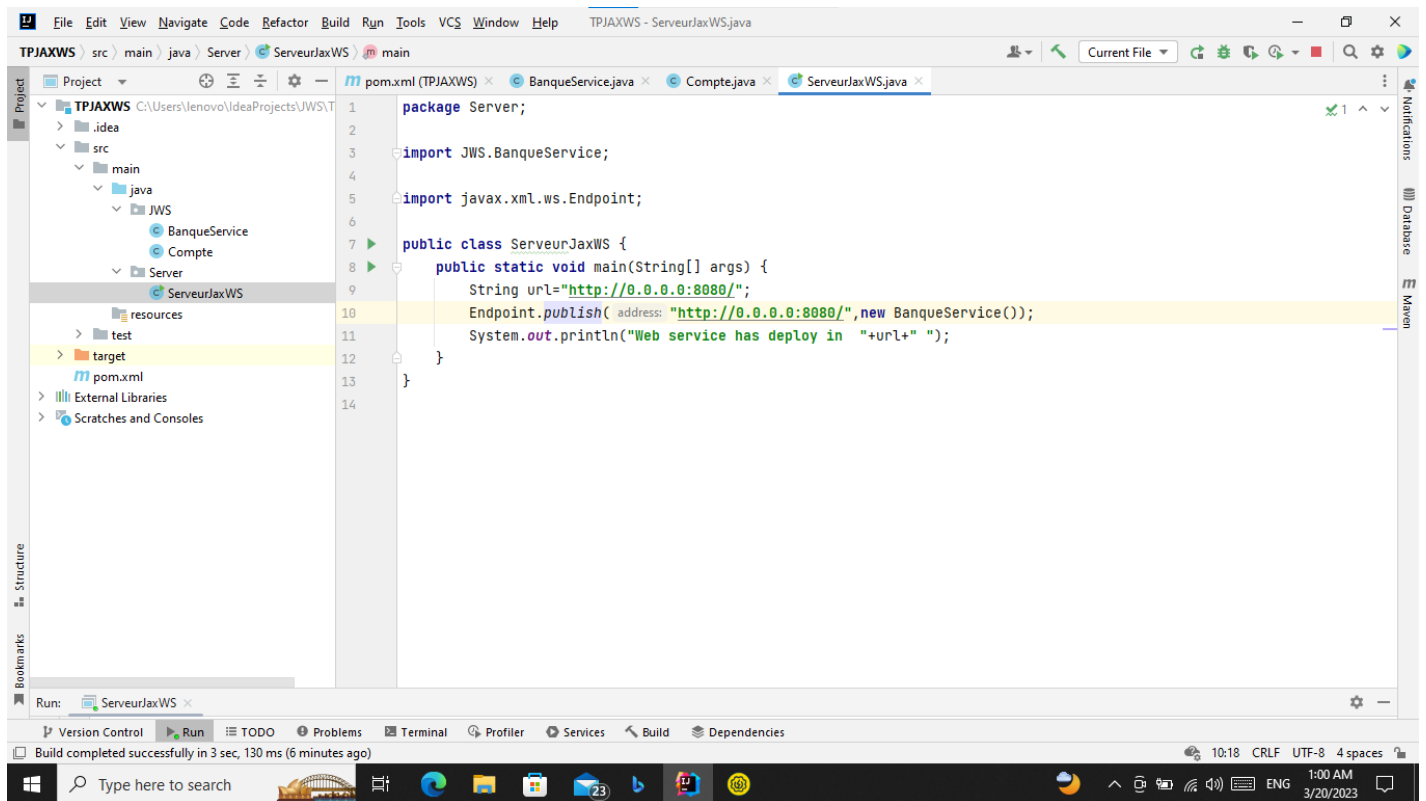 File Edit View Navigate Code Refactor Build Run Tools VCS Window Help TPJAXWS - ServeurJaxWS.java
TPJAXWS src main java Server ServeurJaxWS main Current File
Project
Project
pom.xml (TPJAXWS) BanqueService.java Compte.java ServeurJaxWS.java
TPJAXWS C:\Users\lenovo\IdeaProjects\JWS\T
.idea
src
main
java
JWS
BanqueService
Compte
Server
ServeurJaxWS
resources
test
target
pom.xml
External Libraries
Scratches and Consoles
1 package Server;
2
3 import JWS.BanqueService;
4
5 import javax.xml.ws.Endpoint;
6
7 public class ServeurJaxWS {
8 public static void main(String[] args) {
9 String url="http://0.0.0.0:8080/";
10 Endpoint.publish( address: "http://0.0.0.0:8080/",new BanqueService());
11 System.out.println("Web service has deploy in  "+url+" ");
12 }
13 }
14
1
Notifications
Database
m Maven
Structure
Bookmarks
Run: ServeurJaxWS
Version Control Run TODO Problems Terminal Profiler Services Build Dependencies
Build completed successfully in 3 sec, 130 ms (6 minutes ago) 10:18 CRLF UTF-8 4 spaces
Type here to search 23 ENG 1:00 AM
3/20/2023